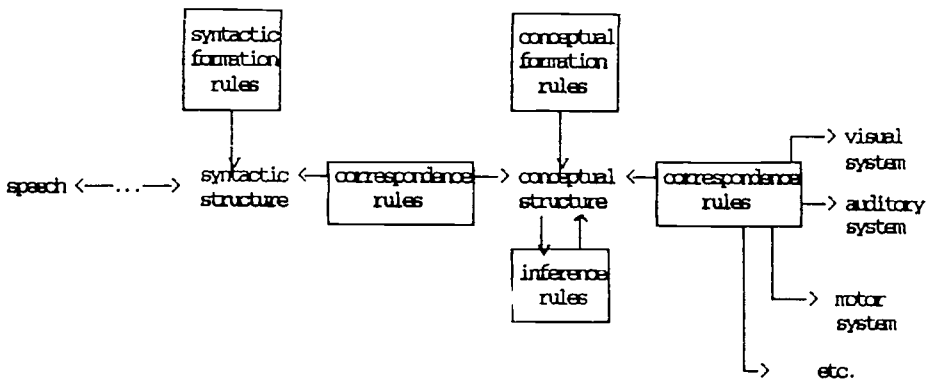 syntactic
formation
rules
conceptual
formation
rules
speech <—...—> syntactic
structure
correspondence
rules
conceptual
structure
correspondence
rules
inference
rules
visual
system
auditory
system
motor
system
etc.